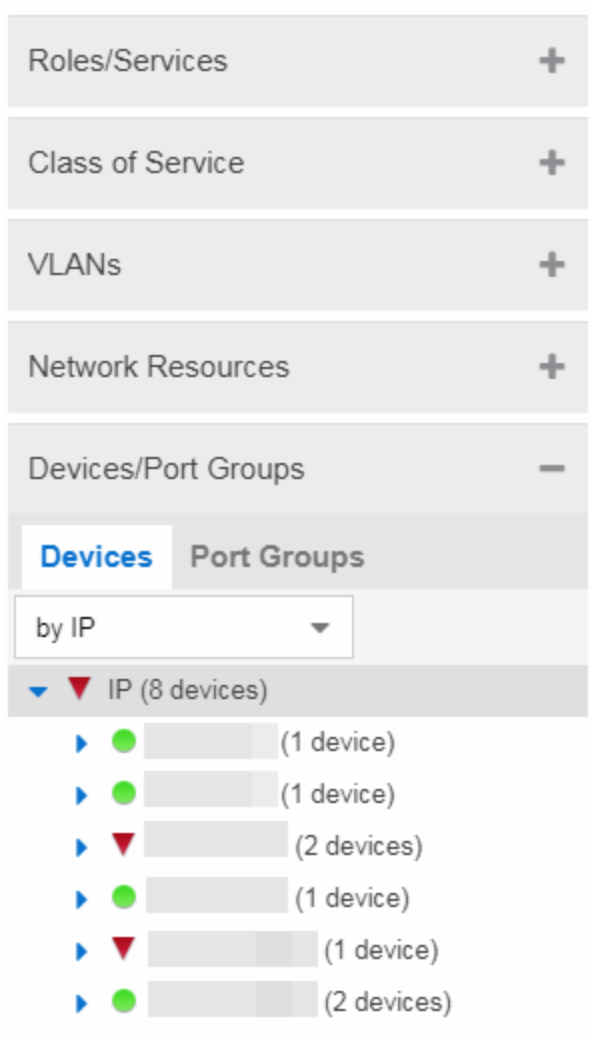 Roles/Services
Class of Service
VLANs
Network Resources
Devices/Port Groups
Devices Port Groups
by IP
IP (8 devices)
(1 device)
(1 device)
(2 devices)
(1 device)
(1 device)
(2 devices)